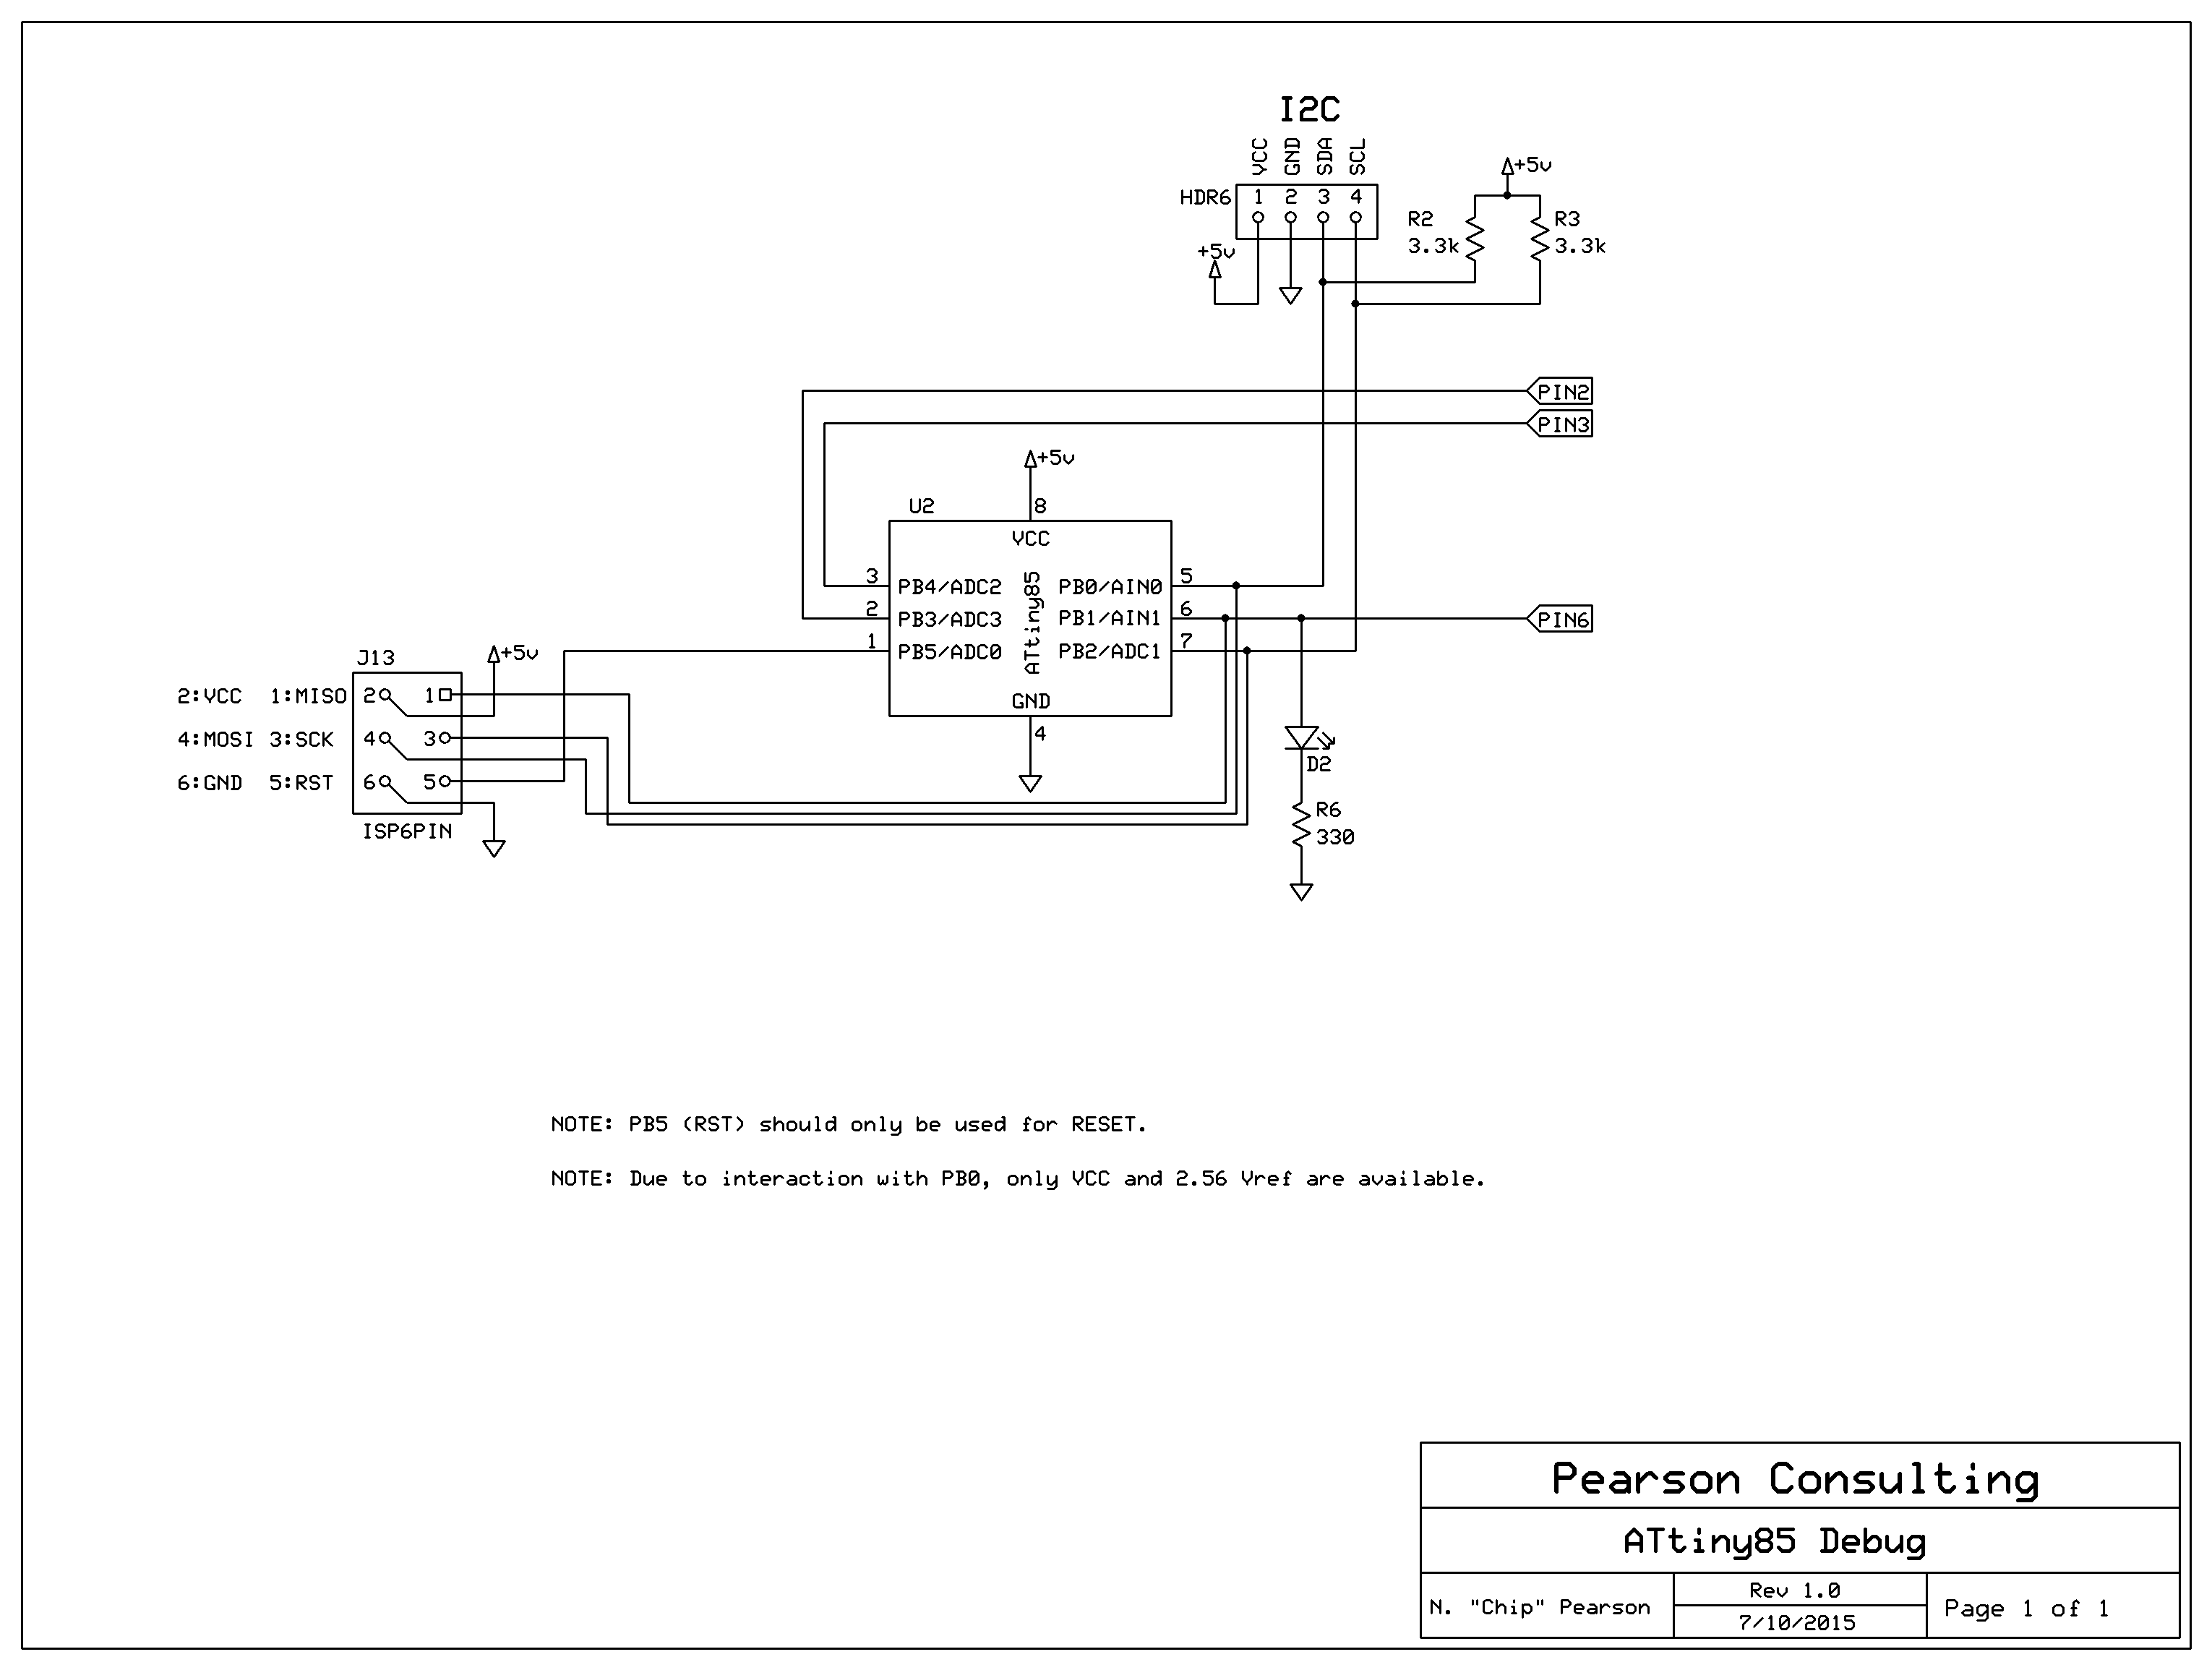 I2C
VCC GND SDA SCL
HDR6 1 2 3 4
+5v
+5v
R2 3.3k
R3 3.3k
PIN2
PIN3
+5v
U2 8
VCC
3 PB4/ADC2 PB0/AIN0 5
2 PB3/ADC3 PB1/AIN1 6
1 PB5/ADC0 PB2/ADC1 7
ATtiny85
GND
4
PIN6
J13 +5v
2:VCC 1:MISO 2 1
4:MOSI 3:SCK 4 3
6:GND 5:RST 6 5
ISP6PIN
D2
R6
330
NOTE: PB5 (RST) should only be used for RESET.
NOTE: Due to interaction with PB0, only VCC and 2.56 Vref are available.
Pearson Consulting
ATtiny85 Debug
N. "Chip" Pearson
Rev 1.0
7/10/2015
Page 1 of 1